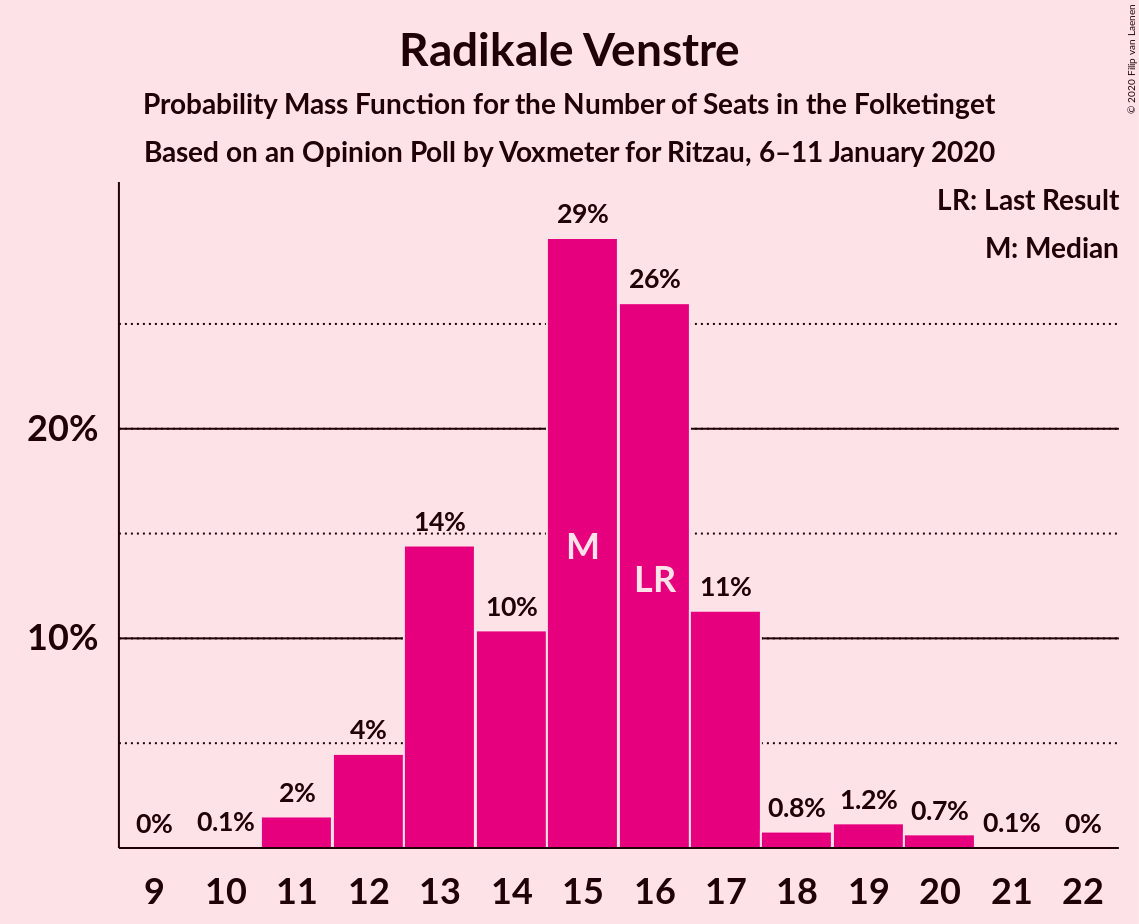 Radikale Venstre
Probability Mass Function for the Number of Seats in the Folketinget
Based on an Opinion Poll by Voxmeter for Ritzau, 6–11 January 2020
© 2020 Filip van Laenen
LR: Last Result
M: Median
29%
26%
20%
14%
M
LR
11%
10%
10%
4%
2%
0%
0.1%
0.8%
1.2%
0.7%
0.1%
0%
9 10 11 12 13 14 15 16 17 18 19 20 21 22